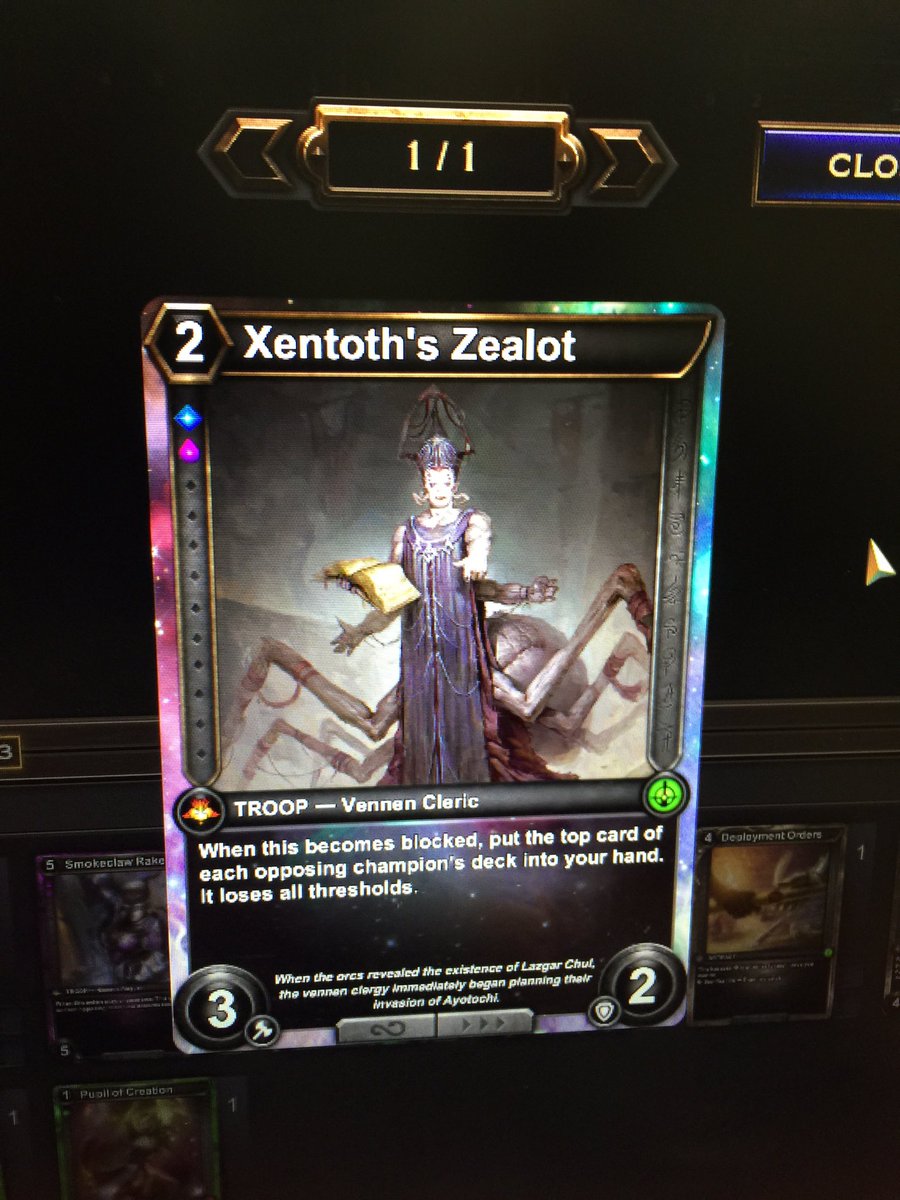 1/1
CLO
2 Xentoth's Zealot
TROOP — Vennen Cleric
When this becomes blocked, put the top card of
each opposing champion's deck into your hand.
It loses all thresholds.
When the orcs revealed the existence of Lazgar Chul,
the vennen clergy immediately began planning their
invasion of Ayotochi.
3
2
3
5 Smokeclaw Rake
5
4 Deployment Orders
1
4
1
1 Pupil of Creation
1